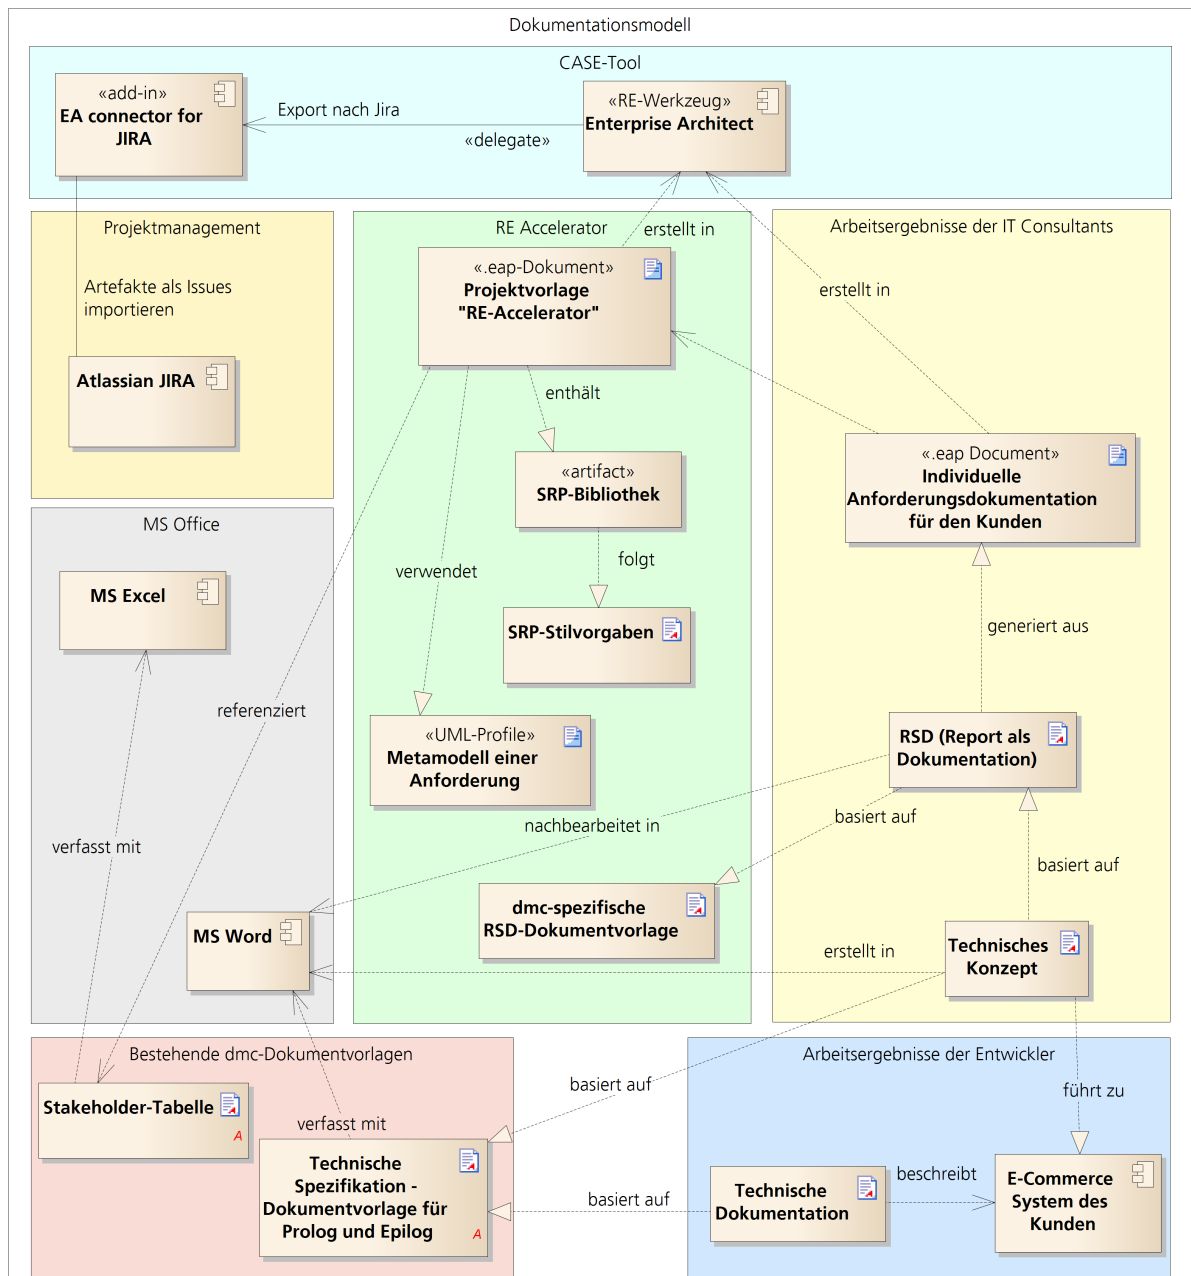 Dokumentationsmodell
CASE-Tool
«add-in»
EA connector for
JIRA
Export nach Jira
«delegate»
«RE-Werkzeug»
Enterprise Architect
Projektmanagement
Artefakte als Issues
importieren
Atlassian JIRA
RE Accelerator
erstellt in
«.eap-Dokument»
Projektvorlage
"RE-Accelerator"
enthält
«artifact»
SRP-Bibliothek
folgt
verwendet
SRP-Stilvorgaben
«UML-Profile»
Metamodell einer
Anforderung
nachbearbeitet in
dmc-spezifische
RSD-Dokumentvorlage
Arbeitsergebnisse der IT Consultants
erstellt in
«.eap Document»
Individuelle
Anforderungsdokumentation
für den Kunden
generiert aus
RSD (Report als
Dokumentation)
basiert auf
basiert auf
erstellt in
Technisches
Konzept
MS Office
MS Excel
referenziert
verfasst mit
MS Word
Bestehende dmc-Dokumentvorlagen
Stakeholder-Tabelle
A
verfasst mit
Technische
Spezifikation -
Dokumentvorlage für
Prolog und Epilog
A
basiert auf
basiert auf
Arbeitsergebnisse der Entwickler
führt zu
Technische
Dokumentation
beschreibt
E-Commerce
System des
Kunden